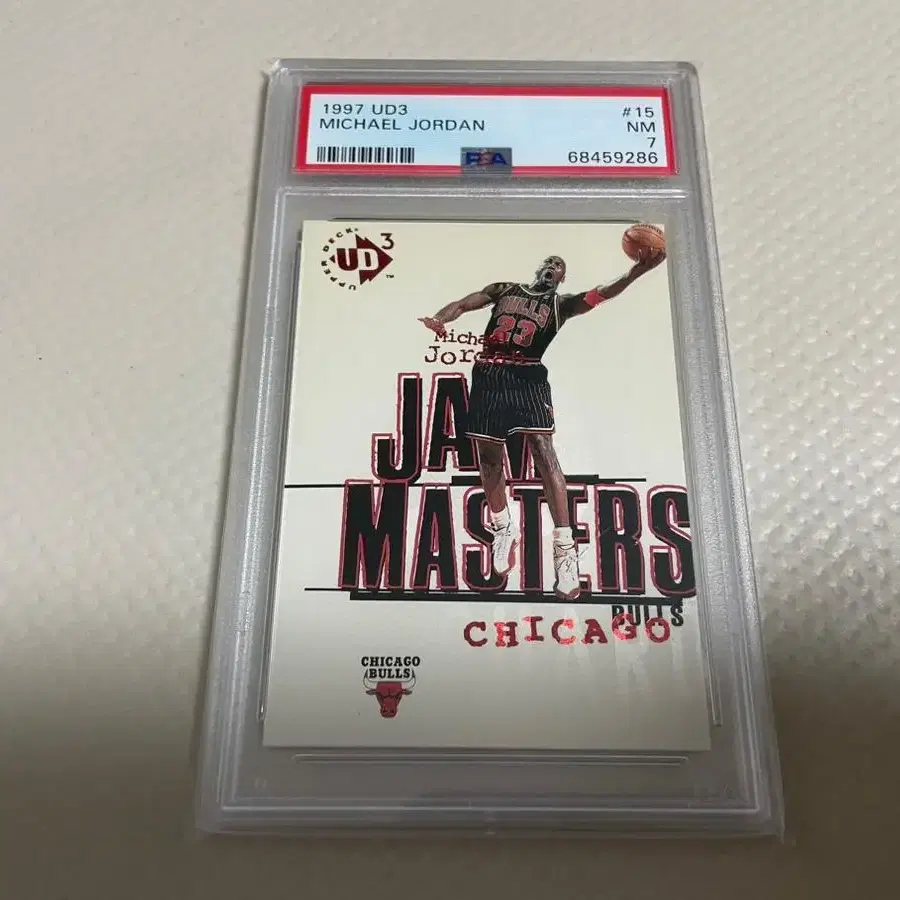 1997 UD3 #15
MICHAEL JORDAN NM
7
PSA 68459286
UPPER DECK
UD3™
BULLS
23
Michael
Jordan
JAM
MASTERS
BULLS
CHICAGO
CHICAGO
BULLS